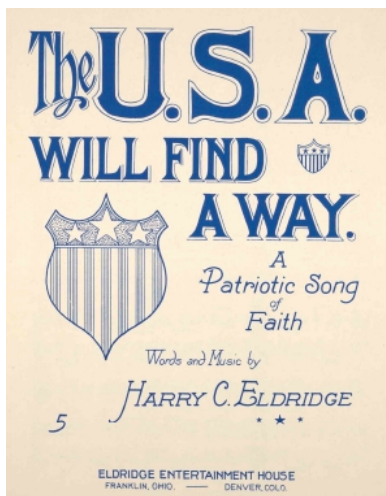 The U.S.A.
WILL FIND
A WAY.
A
Patriotic Song
of
Faith
Words and Music by
HARRY C. ELDRIDGE
5
ELDRIDGE ENTERTAINMENT HOUSE
FRANKLIN, OHIO. — DENVER, COLO.